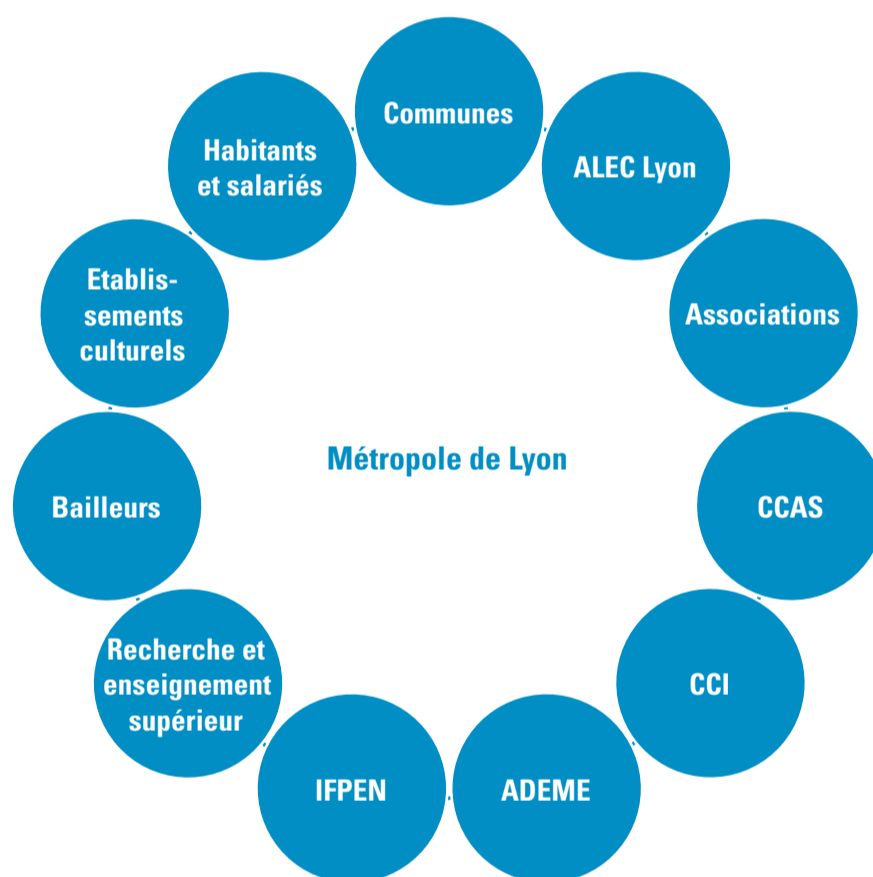 Communes
ALEC Lyon
Associations
CCAS
CCI
ADEME
IFPEN
Recherche et
enseignement
supérieur
Bailleurs
Etablis-
sements
culturels
Habitants
et salariés
Métropole de Lyon